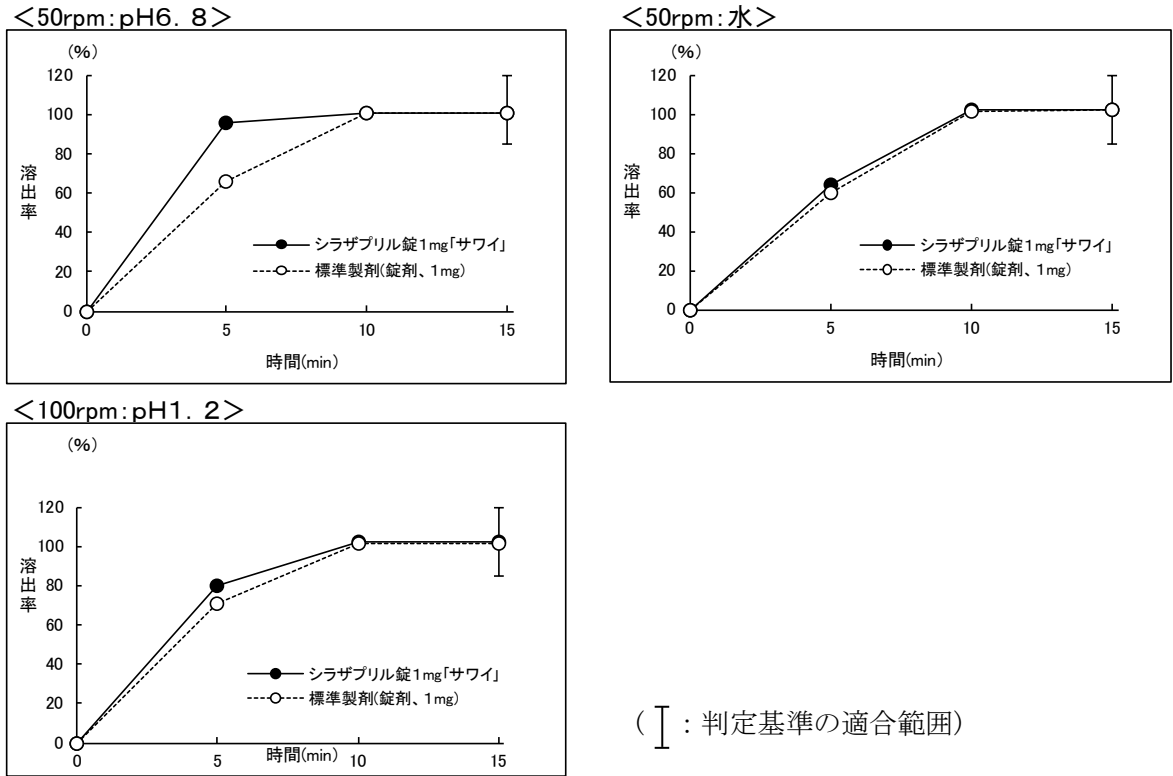 ＜50rpm：pH6．8＞
(%)
120
100
80
60
40
20
0
溶出率
シラザプリル錠1mg｢サワイ｣
標準製剤(錠剤、1mg)
0 5 10 15
時間(min)
＜50rpm：水＞
(%)
120
100
80
60
40
20
0
溶出率
シラザプリル錠1mg｢サワイ｣
標準製剤(錠剤、1mg)
0 5 10 15
時間(min)
＜100rpm：pH1．2＞
(%)
120
100
80
60
40
20
0
溶出率
シラザプリル錠1mg｢サワイ｣
標準製剤(錠剤、1mg)
0 5 10 15
時間(min)
( ：判定基準の適合範囲)